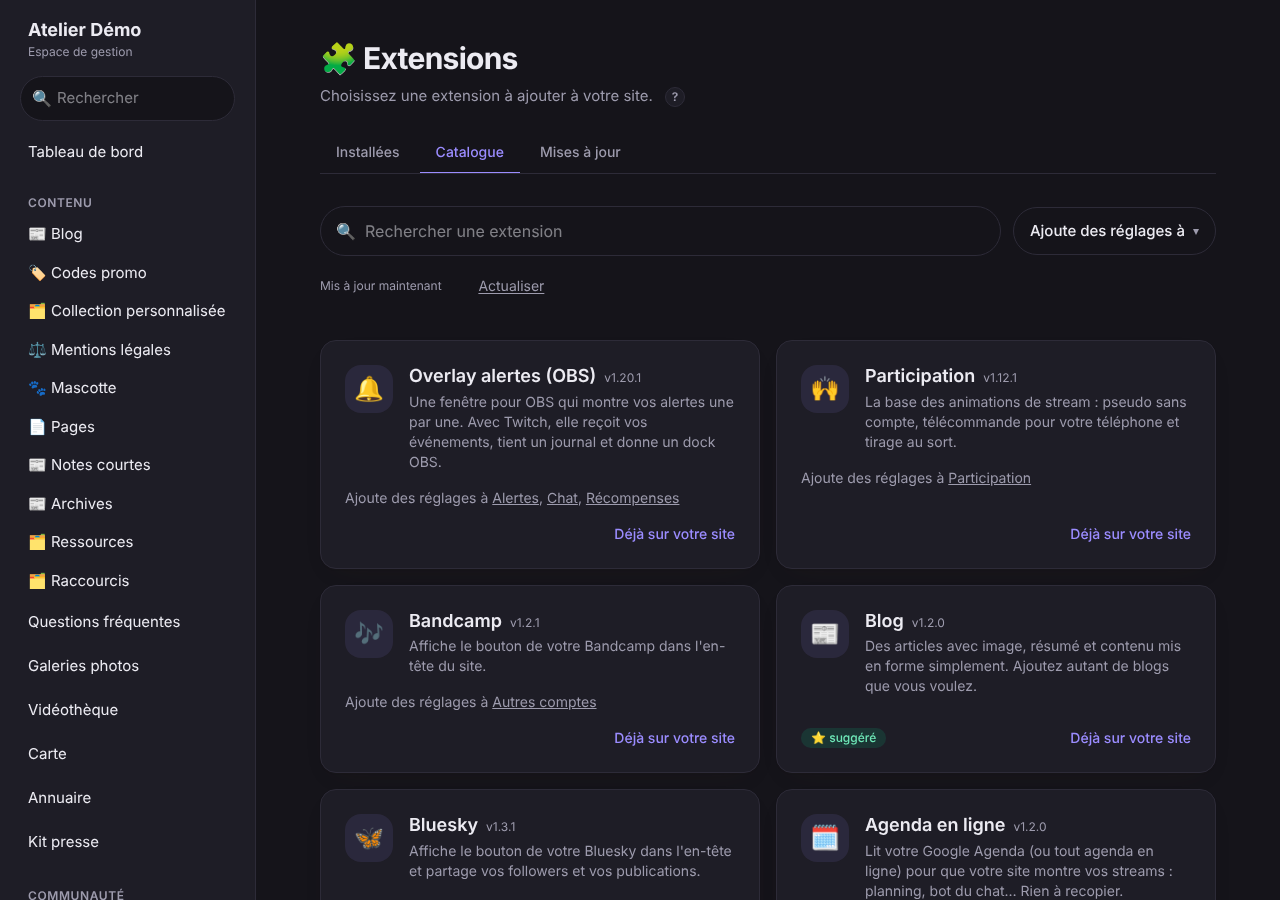 Atelier Démo
Espace de gestion
Rechercher
Tableau de bord
CONTENU
Blog
Codes promo
Collection personnalisée
Mentions légales
Mascotte
Pages
Notes courtes
Archives
Ressources
Raccourcis
Questions fréquentes
Galeries photos
Vidéothèque
Carte
Annuaire
Kit presse
COMMUNAUTÉ
Extensions
Choisissez une extension à ajouter à votre site. ?
Installées Catalogue Mises à jour
Rechercher une extension
Ajoute des réglages à
Mis à jour maintenant Actualiser
Overlay alertes (OBS) v1.20.1
Une fenêtre pour OBS qui montre vos alertes une
par une. Avec Twitch, elle reçoit vos
événements, tient un journal et donne un dock
OBS.
Ajoute des réglages à Alertes, Chat, Récompenses
Déjà sur votre site
Participation v1.12.1
La base des animations de stream : pseudo sans
compte, télécommande pour votre téléphone et
tirage au sort.
Ajoute des réglages à Participation
Déjà sur votre site
Bandcamp v1.2.1
Affiche le bouton de votre Bandcamp dans l'en-
tête du site.
Ajoute des réglages à Autres comptes
Déjà sur votre site
Blog v1.2.0
Des articles avec image, résumé et contenu mis
en forme simplement. Ajoutez autant de blogs
que vous voulez.
suggéré
Déjà sur votre site
Bluesky v1.3.1
Affiche le bouton de votre Bluesky dans l'en-tête
et partage vos followers et vos publications.
Agenda en ligne v1.2.0
Lit votre Google Agenda (ou tout agenda en
ligne) pour que votre site montre vos streams :
planning, bot du chat… Rien à recopier.